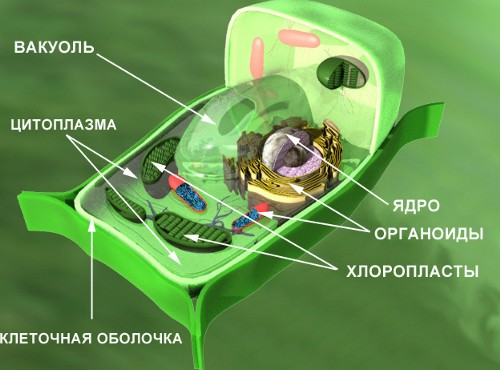 ВАКУОЛЬ
ЦИТОПЛАЗМА
ЯДРО
ОРГАНОИДЫ
ХЛОРОПЛАСТЫ
КЛЕТОЧНАЯ ОБОЛОЧКА